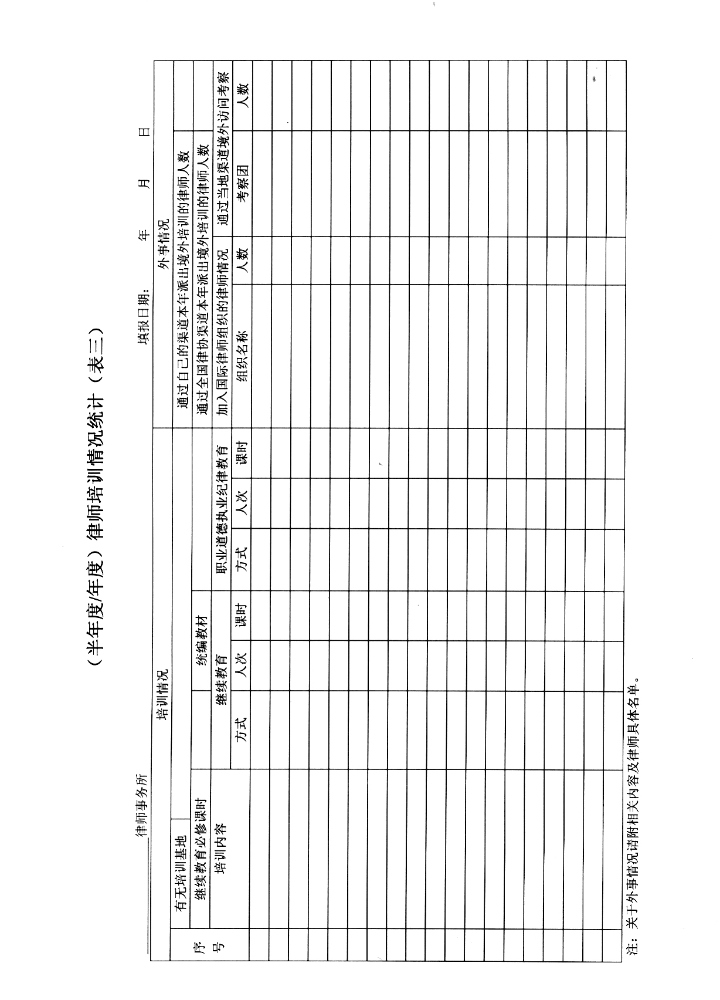 （半年度/年度）律师培训情况统计（表三）
律师事务所 填报日期： 年 月 日
培训情况 外事情况
有无培训基地 通过自己的渠道本年派出境外培训的律师人数
继续教育必修课时 统编教材 通过全国律协渠道本年派出境外培训的律师人数
序号 培训内容 继续教育 职业道德执业纪律教育 加入国际律师组织的律师情况 通过当地渠道境外访问考察
方式 人次 课时 方式 人次 课时 组织名称 人数 考察团 人数
注：关于外事情况请附相关内容及律师具体名单。